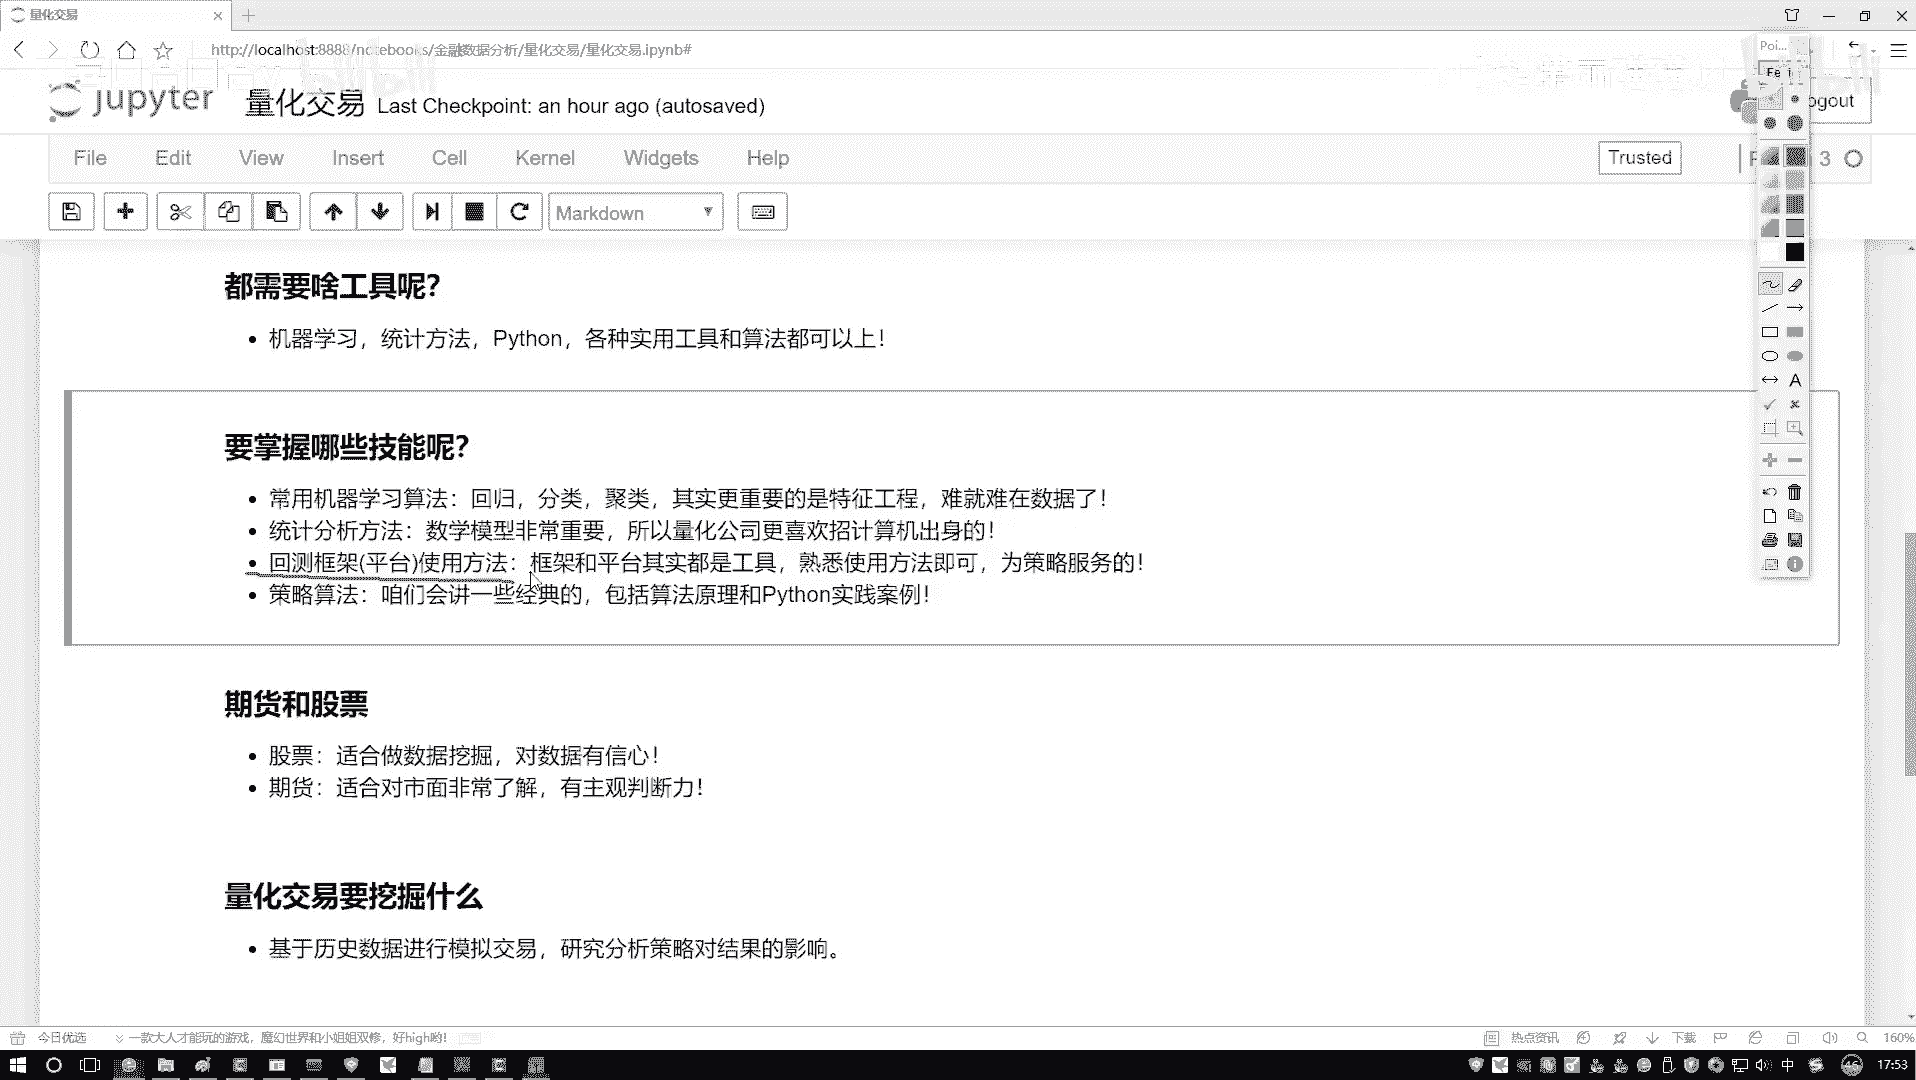 量化交易
http://localhost:8888/notebooks/金融数据分析/量化交易/量化交易.ipynb#
Poi...
jupyter 量化交易 Last Checkpoint: an hour ago (autosaved)
ogout
File Edit View Insert Cell Kernel Widgets Help
Trusted
3
Markdown
都需要啥工具呢?
• 机器学习，统计方法，Python，各种实用工具和算法都可以上！
要掌握哪些技能呢?
• 常用机器学习算法：回归，分类，聚类，其实更重要的是特征工程，难就难在数据了！
• 统计分析方法：数学模型非常重要，所以量化公司更喜欢招计算机出身的！
• 回测框架(平台)使用方法：框架和平台其实都是工具，熟悉使用方法即可，为策略服务的！
• 策略算法：咱们会讲一些经典的，包括算法原理和Python实践案例！
期货和股票
• 股票：适合做数据挖掘，对数据有信心！
• 期货：适合对市面非常了解，有主观判断力！
量化交易要挖掘什么
• 基于历史数据进行模拟交易，研究分析策略对结果的影响。
今日优选 一款大人才能玩的游戏，魔幻世界和小姐姐双修，好high哟! 热点资讯 下载 160%
中 46 17:53